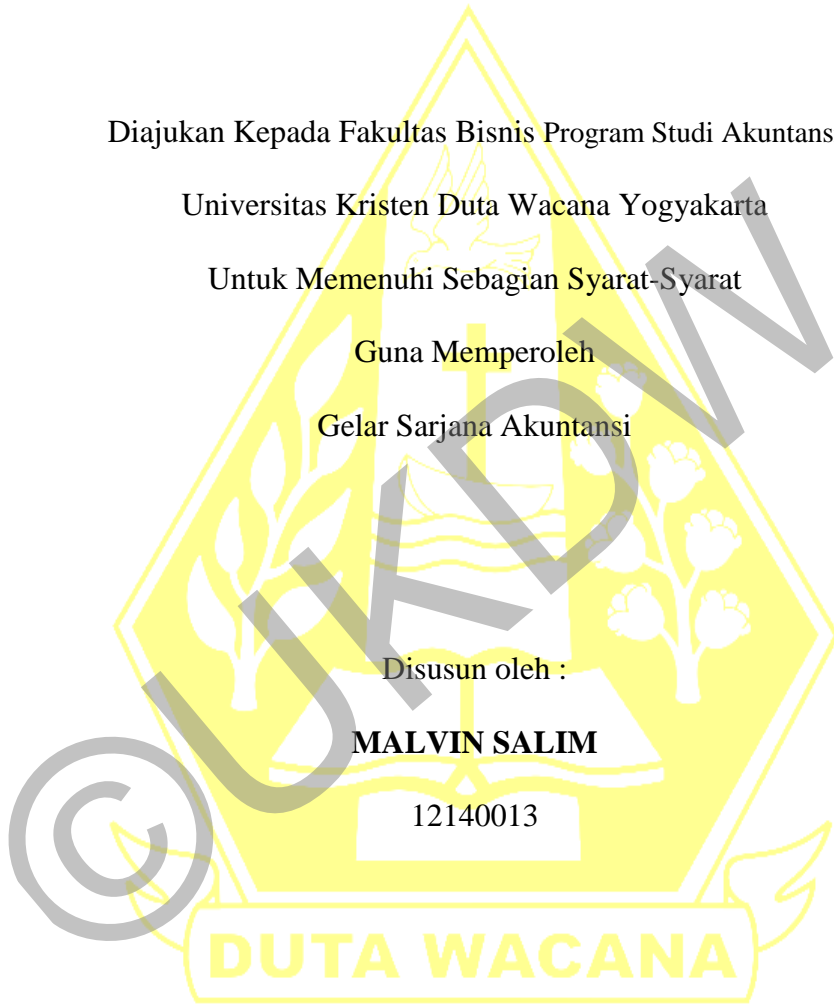 Diajukan Kepada Fakultas Bisnis Program Studi Akuntans
Universitas Kristen Duta Wacana Yogyakarta
Untuk Memenuhi Sebagian Syarat-Syarat
Guna Memperoleh
Gelar Sarjana Akuntansi
Disusun oleh :
MALVIN SALIM
12140013
©UKDW
DUTA WACANA